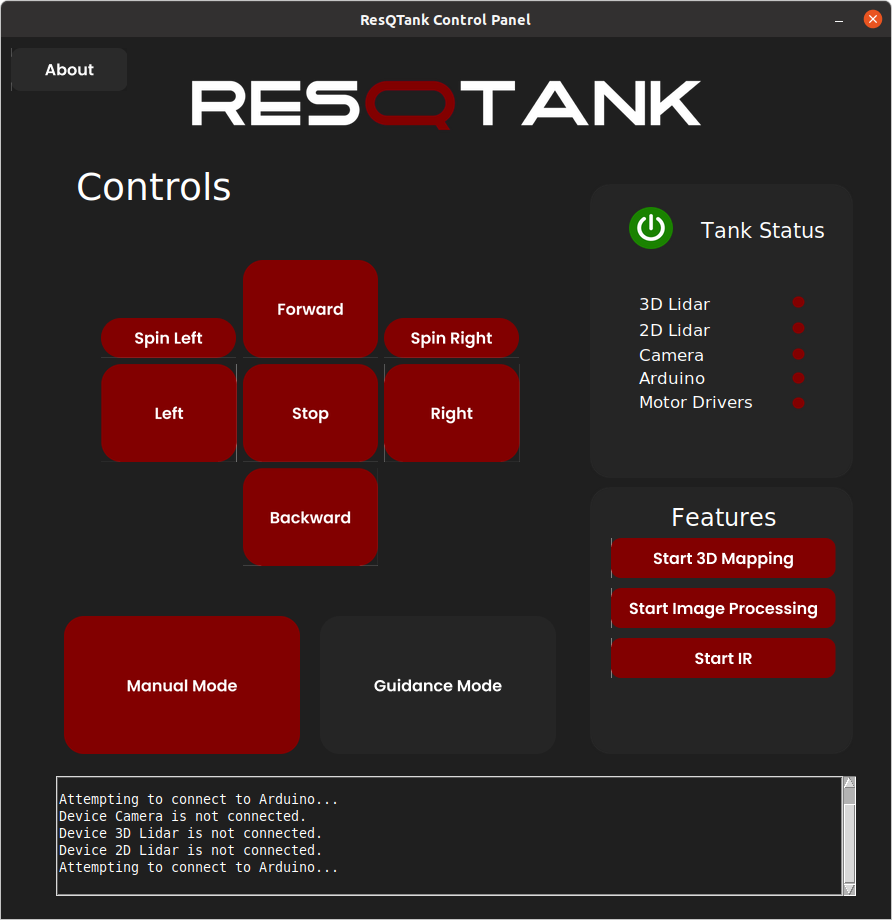 ResQTank Control Panel
About
RESQTANK
Controls
Tank Status
3D Lidar
2D Lidar
Camera
Arduino
Motor Drivers
Forward
Spin Left
Spin Right
Left
Stop
Right
Backward
Features
Start 3D Mapping
Start Image Processing
Start IR
Manual Mode
Guidance Mode
Attempting to connect to Arduino...
Device Camera is not connected.
Device 3D Lidar is not connected.
Device 2D Lidar is not connected.
Attempting to connect to Arduino...